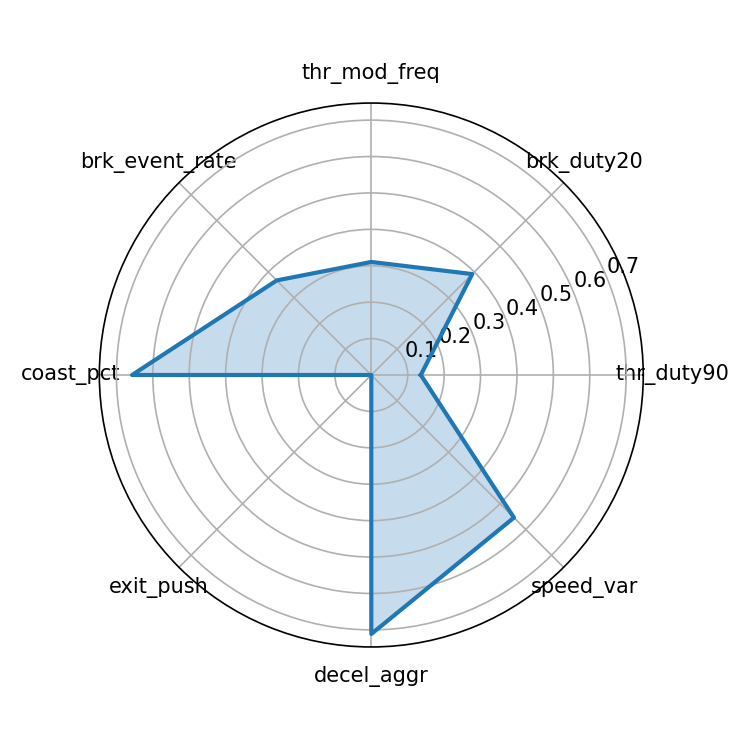 thr_mod_freq
brk_event_rate
brk_duty20
0.7
0.6
0.5
0.4
0.3
0.2
0.1
coast_pct
thr_duty90
exit_push
speed_var
decel_aggr